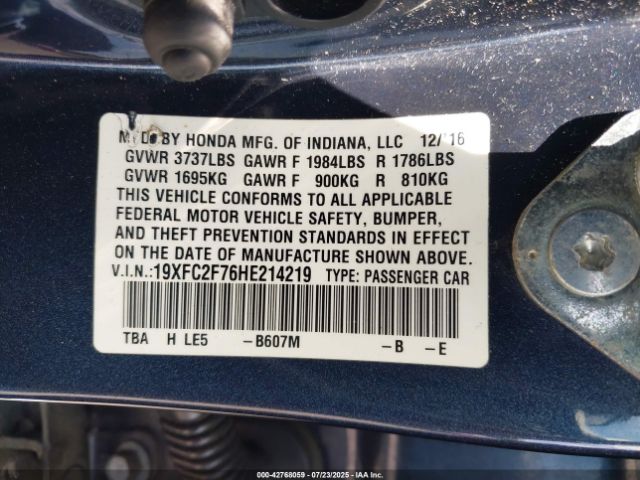 BY HONDA MFG. OF INDIANA, LLC 12/'16
GVWR 3737LBS GAWR F 1984LBS R 1786LBS
GVWR 1695KG GAWR F 900KG R 810KG
THIS VEHICLE CONFORMS TO ALL APPLICABLE
FEDERAL MOTOR VEHICLE SAFETY, BUMPER,
AND THEFT PREVENTION STANDARDS IN EFFECT
ON THE DATE OF MANUFACTURE SHOWN ABOVE.
V.I.N.:19XFC2F76HE214219 TYPE: PASSENGER CAR
TBA H LE5 -B607M -B -E
000-42768059 | 07/23/2025 | IAA Inc.